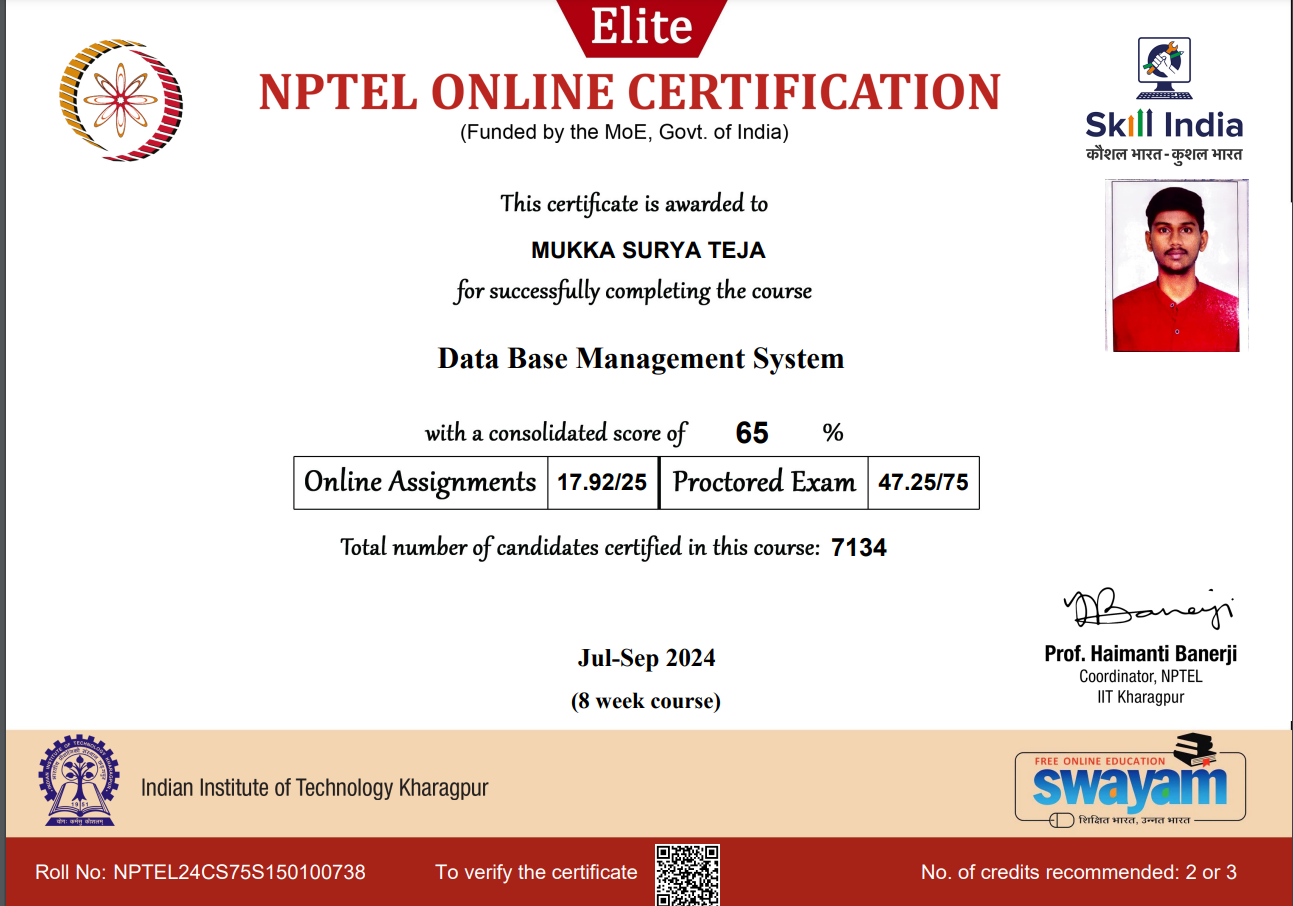 Elite
NPTEL ONLINE CERTIFICATION
(Funded by the MoE, Govt. of India)
Skill India
कौशल भारत - कुशल भारत
This certificate is awarded to
MUKKA SURYA TEJA
for successfully completing the course
Data Base Management System
with a consolidated score of 65 %
Online Assignments 17.92/25 Proctored Exam 47.25/75
Total number of candidates certified in this course: 7134
Jul-Sep 2024
(8 week course)
Prof. Haimanti Banerji
Coordinator, NPTEL
IIT Kharagpur
Indian Institute of Technology Kharagpur
FREE ONLINE EDUCATION
swayam
शिक्षित भारत, उन्नत भारत
Roll No: NPTEL24CS75S150100738 To verify the certificate No. of credits recommended: 2 or 3